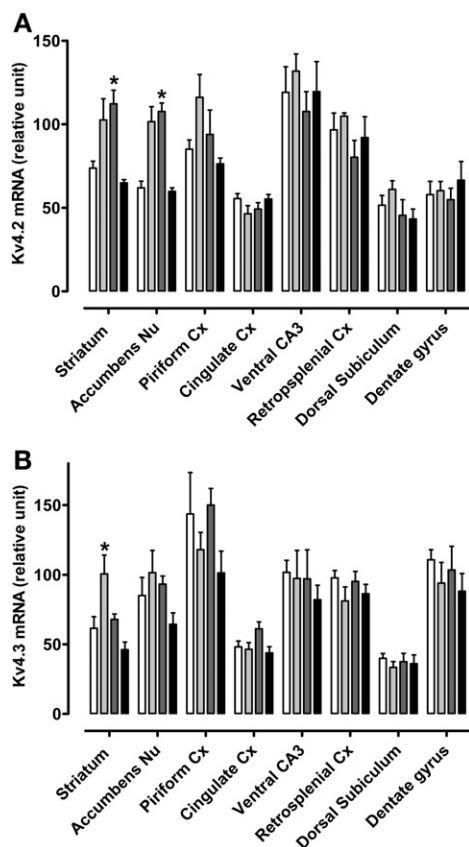 A
Kv4.2 mRNA (relative unit)
150
100
50
0
*
*
Striatum
Accumbens Nu
Piriform Cx
Cingulate Cx
Ventral CA3
Retropsplenial Cx
Dorsal Subiculum
Dentate gyrus
B
Kv4.3 mRNA (relative unit)
150
100
50
0
*
Striatum
Accumbens Nu
Piriform Cx
Cingulate Cx
Ventral CA3
Retrosplenial Cx
Dorsal Subiculum
Dentate gyrus